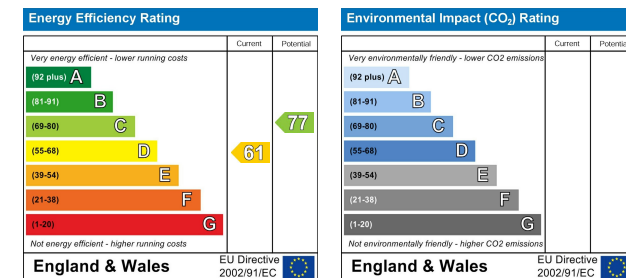 Energy Efficiency Rating
Current Potential
Very energy efficient - lower running costs
(92 plus) A
(81-91) B
(69-80) C
77
(55-68) D
61
(39-54) E
(21-38) F
(1-20) G
Not energy efficient - higher running costs
England & Wales
EU Directive
2002/91/EC
Environmental Impact (CO₂) Rating
Current Potential
Very environmentally friendly - lower CO2 emissions
(92 plus) A
(81-91) B
(69-80) C
(55-68) D
(39-54) E
(21-38) F
(1-20) G
Not environmentally friendly - higher CO2 emissions
England & Wales
EU Directive
2002/91/EC